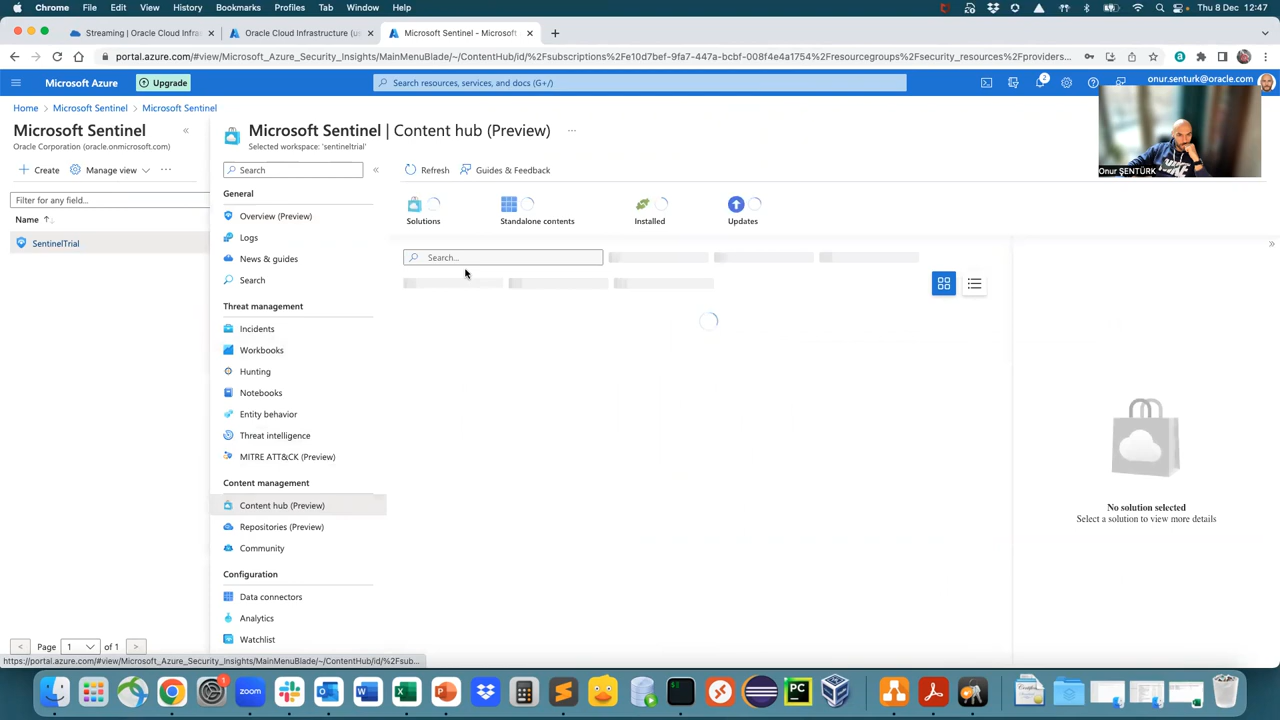 Chrome File Edit View History Bookmarks Profiles Tab Window Help
Thu 8 Dec 12:47
Streaming | Oracle Cloud Infra
Oracle Cloud Infrastructure (u
Microsoft Sentinel - Microsoft
portal.azure.com/#view/Microsoft_Azure_Security_Insights/MainMenuBlade/~/ContentHub/id/%2Fsubscriptions%2Fe10d2bef-9fa7-447a-bcbf-008f4e4a1754%2Fresourcegroups%2Fsecurity_resources%2Fproviders...
Microsoft Azure
Upgrade
Search resources, services, and docs (G+/)
2
onur.senturk@oracle.com
Home > Microsoft Sentinel > Microsoft Sentinel
Microsoft Sentinel
Oracle Corporation (oracle.onmicrosoft.com)
Create
Manage view
Filter for any field...
Name
SentinelTrial
Page 1 of 1
Microsoft Sentinel | Content hub (Preview)
Selected workspace: 'sentineltrial'
Search
Refresh
Guides & Feedback
General
Overview (Preview)
Logs
News & guides
Search
Threat management
Incidents
Workbooks
Hunting
Notebooks
Entity behavior
Threat intelligence
MITRE ATT&CK (Preview)
Content management
Content hub (Preview)
Repositories (Preview)
Community
Configuration
Data connectors
Analytics
Watchlist
Solutions
Standalone contents
Installed
Updates
Search...
No solution selected
Select a solution to view more details
Onur ŞENTÜRK
https://portal.azure.com/#view/Microsoft_Azure_Security_Insights/MainMenuBlade/~/ContentHub/id/%2Fsub...
1
zoom
PC